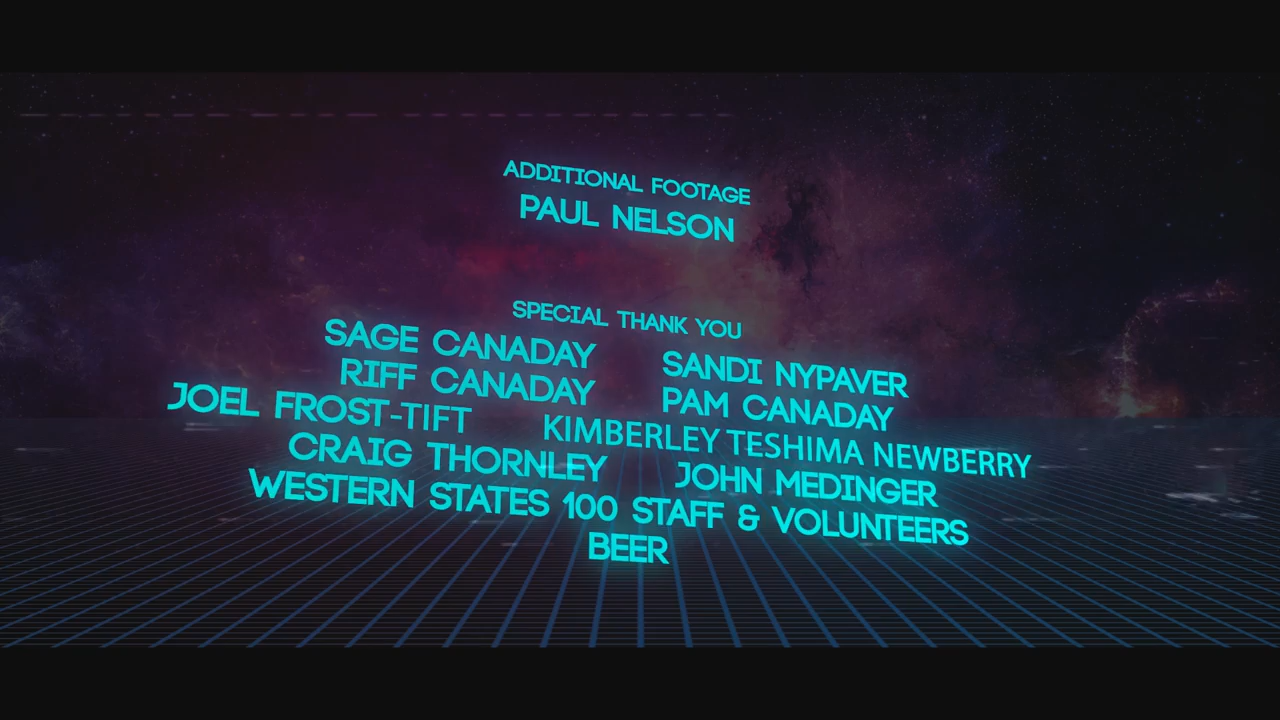 ADDITIONAL FOOTAGE
PAUL NELSON
SPECIAL THANK YOU
SAGE CANADAY SANDI NYPAVER
RIFF CANADAY PAM CANADAY
JOEL FROST-TIFT KIMBERLEY TESHIMA NEWBERRY
CRAIG THORNLEY JOHN MEDINGER
WESTERN STATES 100 STAFF & VOLUNTEERS
BEER